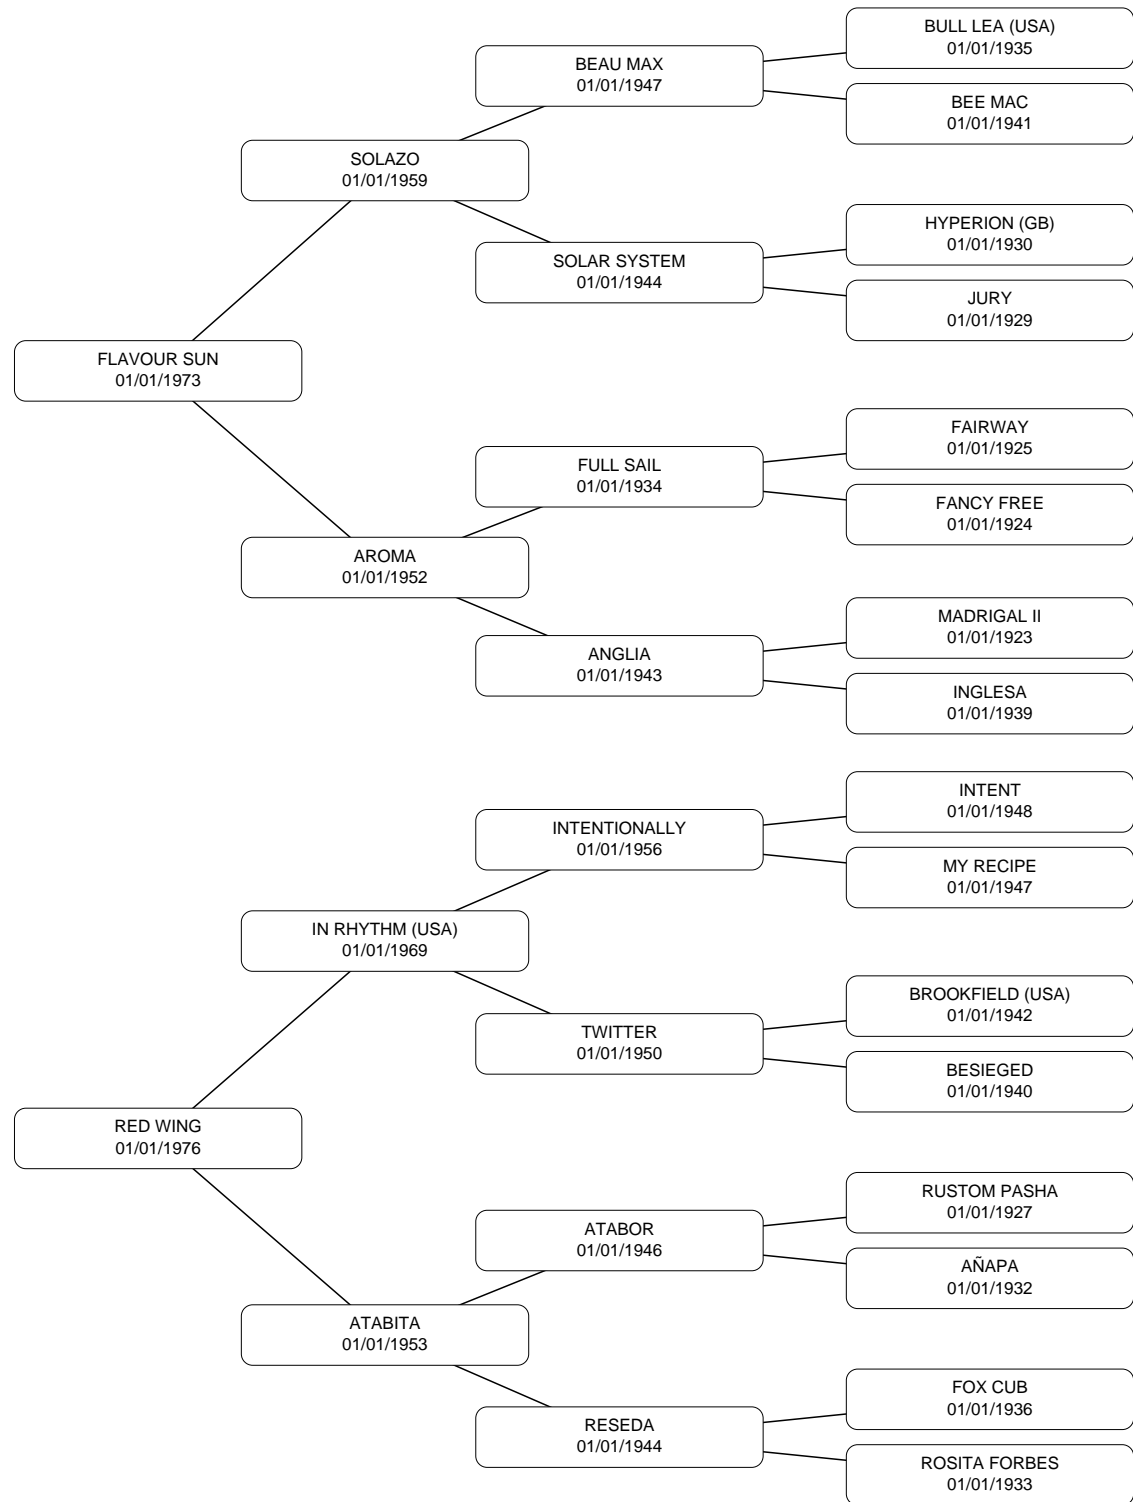 BULL LEA (USA)
01/01/1935
BEAU MAX
01/01/1947
BEE MAC
01/01/1941
SOLAZO
01/01/1959
HYPERION (GB)
01/01/1930
SOLAR SYSTEM
01/01/1944
JURY
01/01/1929
FLAVOUR SUN
01/01/1973
FAIRWAY
01/01/1925
FULL SAIL
01/01/1934
FANCY FREE
01/01/1924
AROMA
01/01/1952
MADRIGAL II
01/01/1923
ANGLIA
01/01/1943
INGLESA
01/01/1939
INTENT
01/01/1948
INTENTIONALLY
01/01/1956
MY RECIPE
01/01/1947
IN RHYTHM (USA)
01/01/1969
BROOKFIELD (USA)
01/01/1942
TWITTER
01/01/1950
BESIEGED
01/01/1940
RED WING
01/01/1976
RUSTOM PASHA
01/01/1927
ATABOR
01/01/1946
AÑAPA
01/01/1932
ATABITA
01/01/1953
FOX CUB
01/01/1936
RESEDA
01/01/1944
ROSITA FORBES
01/01/1933